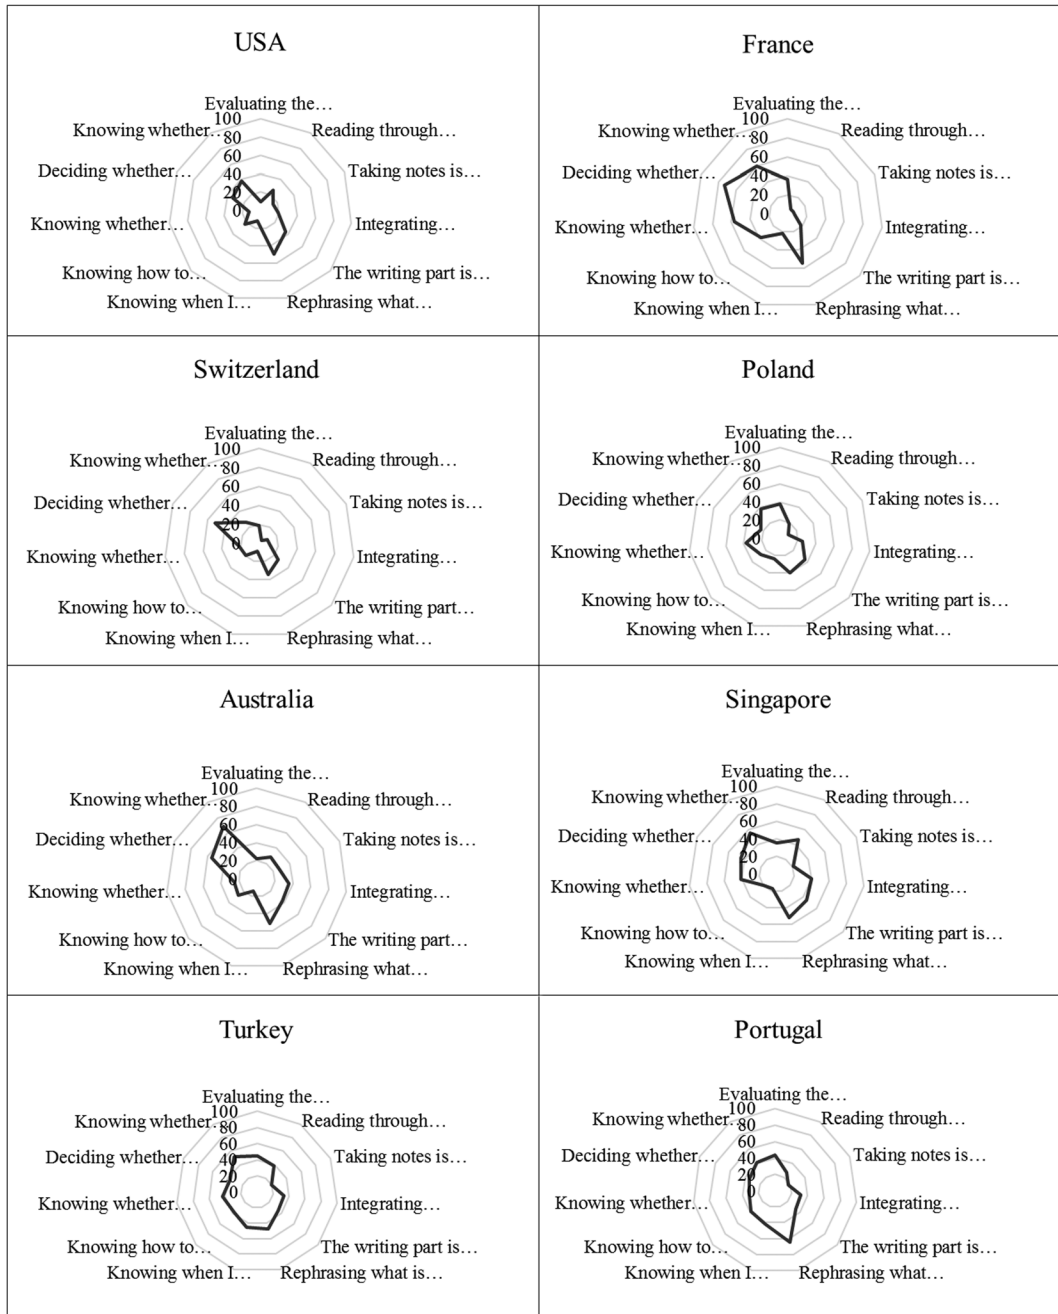 USA
Evaluating the…
100
Knowing whether…
Reading through…
80
60
Deciding whether…
Taking notes is…
40
20
0
Knowing whether…
Integrating…
Knowing how to…
The writing part is…
Knowing when I…
Rephrasing what…
France
Evaluating the…
100
Knowing whether…
Reading through…
80
60
Deciding whether…
Taking notes is…
40
20
0
Knowing whether…
Integrating…
Knowing how to…
The writing part is…
Knowing when I…
Rephrasing what…
Switzerland
Evaluating the…
100
Knowing whether…
Reading through…
80
60
Deciding whether…
Taking notes is…
40
20
0
Knowing whether…
Integrating…
Knowing how to…
The writing part…
Knowing when I…
Rephrasing what…
Poland
Evaluating the…
100
Knowing whether…
Reading through…
80
60
Deciding whether…
Taking notes is…
40
20
0
Knowing whether…
Integrating…
Knowing how to…
The writing part is…
Knowing when I…
Rephrasing what…
Australia
Evaluating the…
100
Knowing whether…
Reading through…
80
60
Deciding whether…
Taking notes is…
40
20
0
Knowing whether…
Integrating…
Knowing how to…
The writing part…
Knowing when I…
Rephrasing what…
Singapore
Evaluating the…
100
Knowing whether…
Reading through…
80
60
Deciding whether…
Taking notes is…
40
20
0
Knowing whether…
Integrating…
Knowing how to…
The writing part is…
Knowing when I…
Rephrasing what…
Turkey
Evaluating the…
100
Knowing whether…
Reading through…
80
60
Deciding whether…
Taking notes is…
40
20
0
Knowing whether…
Integrating…
Knowing how to…
The writing part is…
Knowing when I…
Rephrasing what is…
Portugal
Evaluating the…
100
Knowing whether…
Reading through…
80
60
Deciding whether…
Taking notes is…
40
20
0
Knowing whether…
Integrating…
Knowing how to…
The writing part is…
Knowing when I…
Rephrasing what…